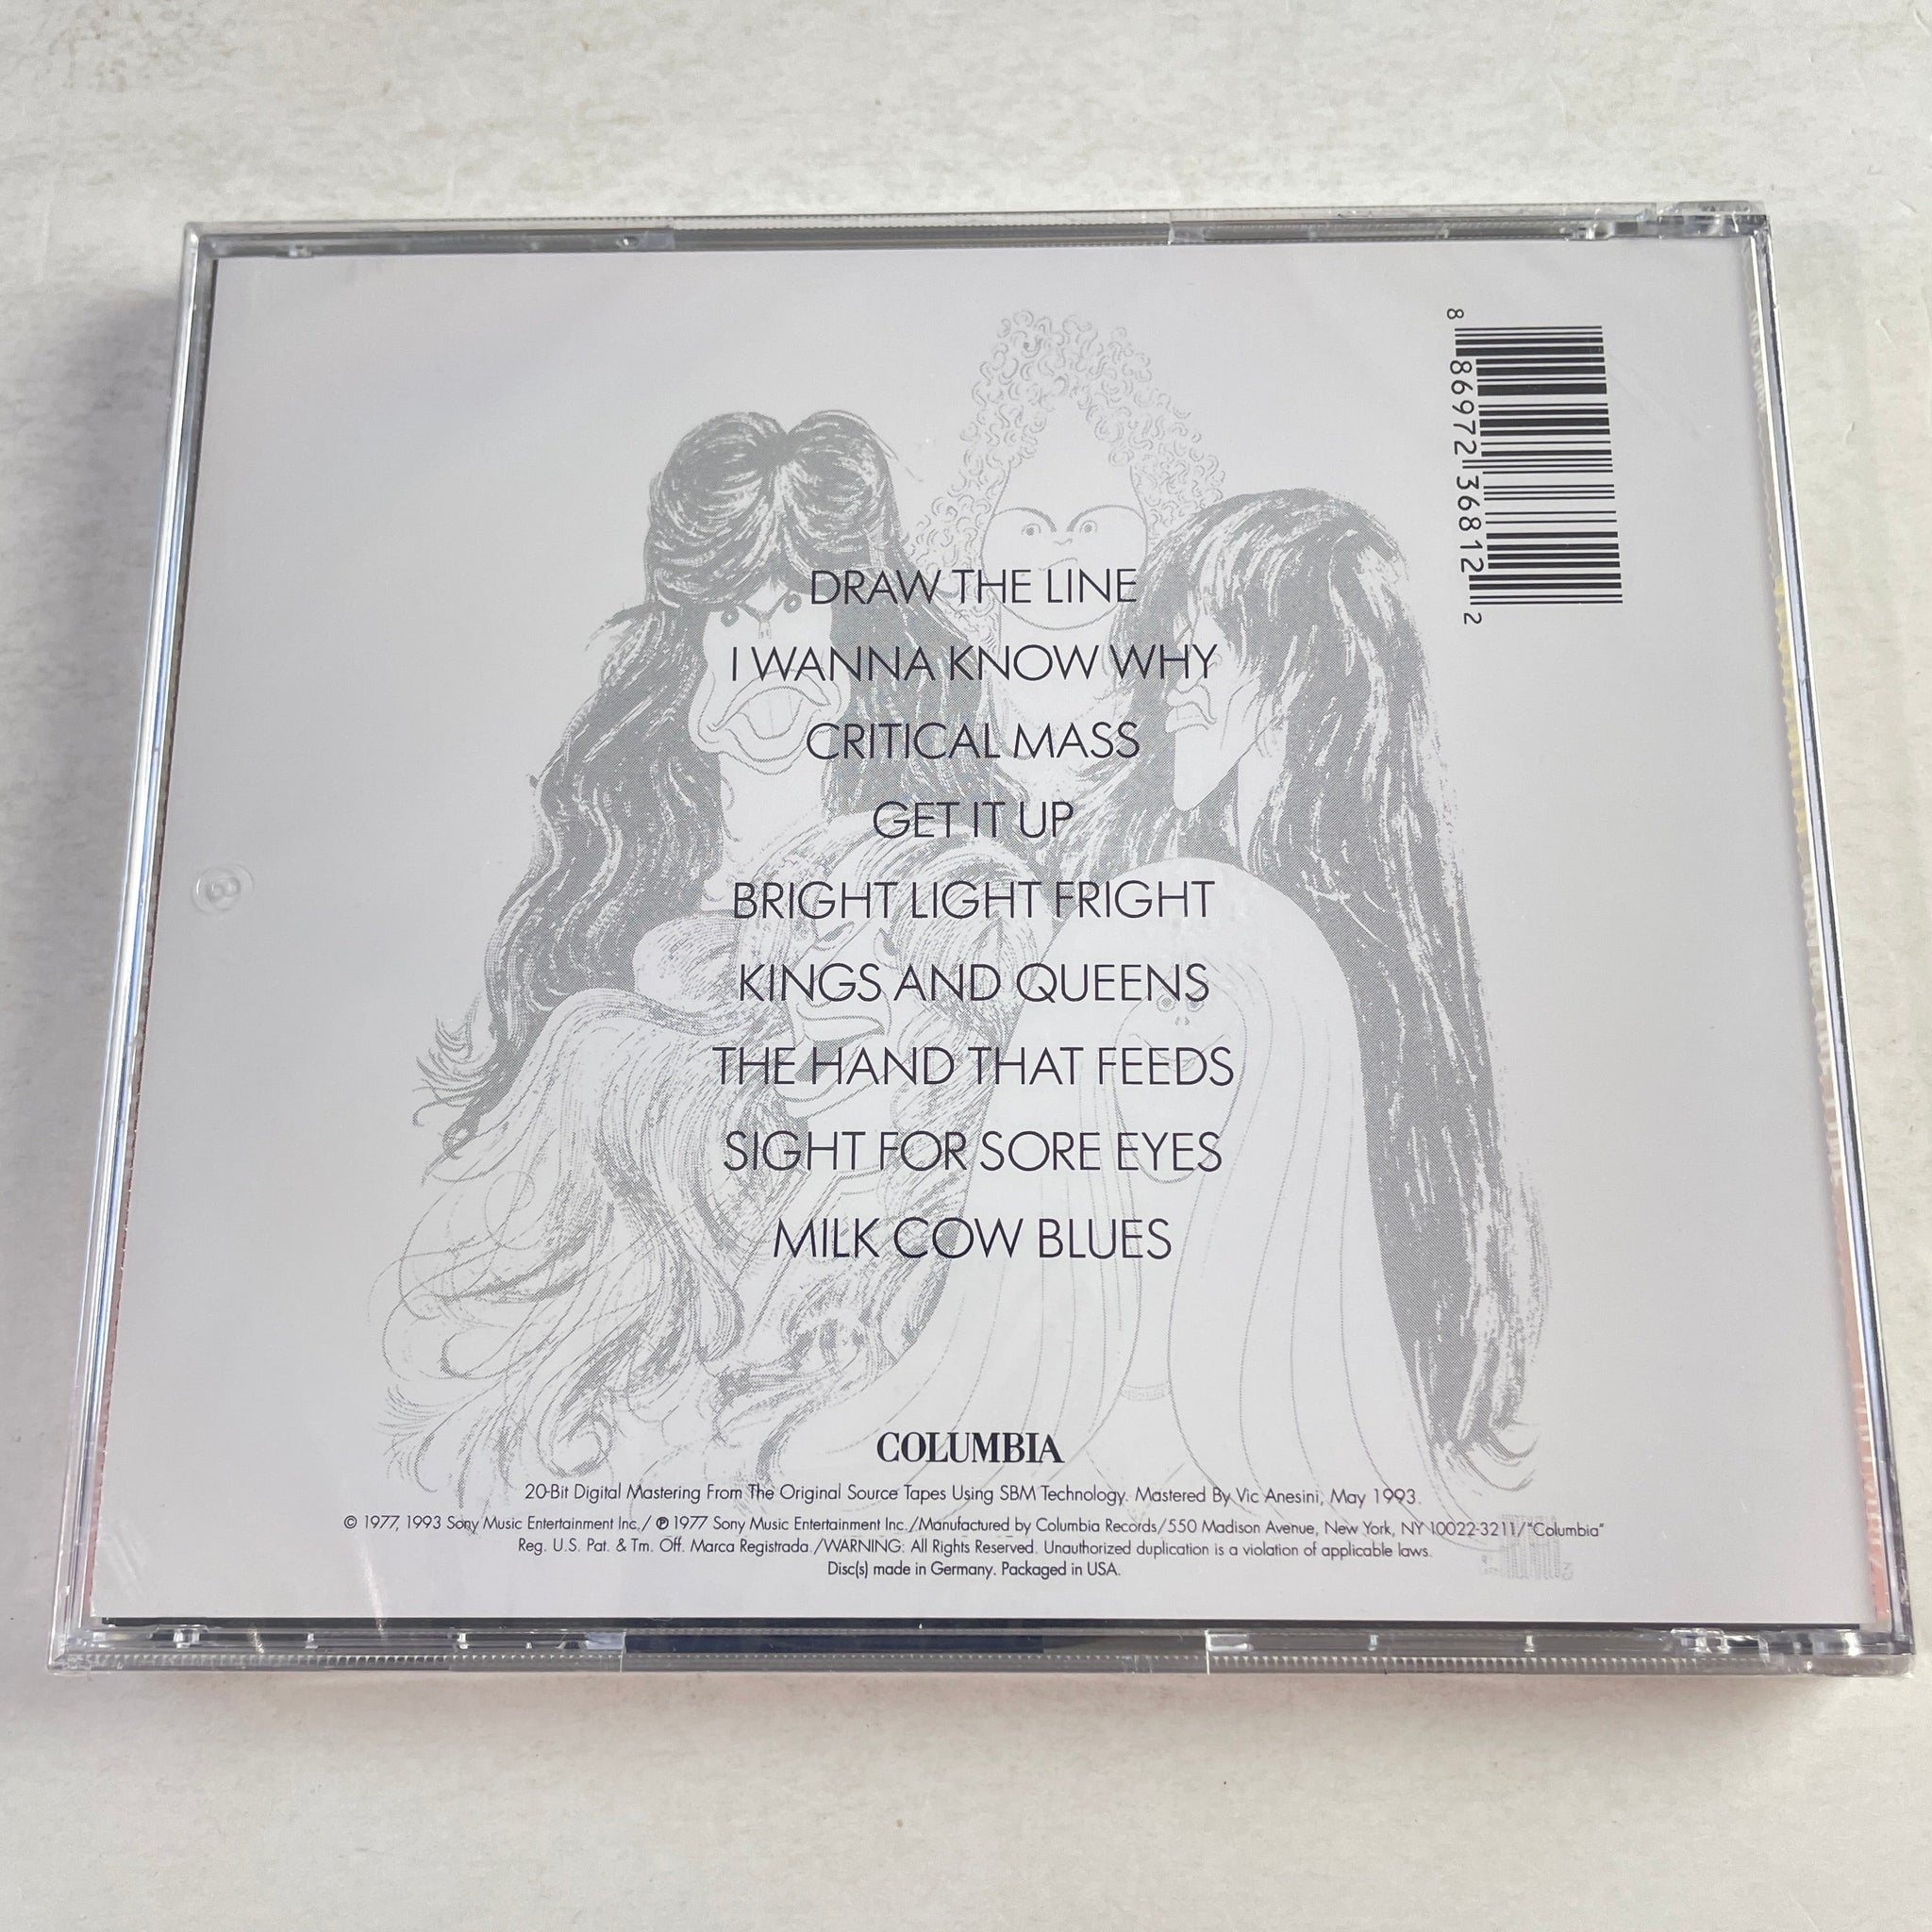 8 86972 36812 2
DRAW THE LINE
I WANNA KNOW WHY
CRITICAL MASS
GET IT UP
BRIGHT LIGHT FRIGHT
KINGS AND QUEENS
THE HAND THAT FEEDS
SIGHT FOR SORE EYES
MILK COW BLUES
COLUMBIA
20-Bit Digital Mastering From The Original Source Tapes Using SBM Technology. Mastered By Vic Anesini, May 1993.
© 1977, 1993 Sony Music Entertainment Inc./ ℗ 1977 Sony Music Entertainment Inc./Manufactured by Columbia Records/550 Madison Avenue, New York, NY 10022-3211/"Columbia"
Reg. U.S. Pat. & Tm. Off. Marca Registrada./WARNING: All Rights Reserved. Unauthorized duplication is a violation of applicable laws.
Disc(s) made in Germany. Packaged in USA.